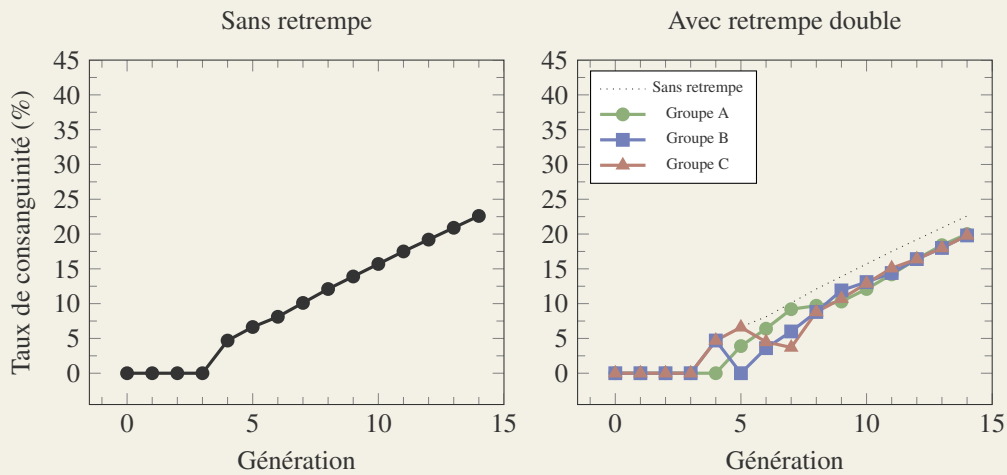 Sans retrempe
45
40
35
30
25
20
15
10
5
0
Taux de consanguinité (%)
0 5 10 15
Génération
Avec retrempe double
45
40
35
30
25
20
15
10
5
0
Sans retrempe
Groupe A
Groupe B
Groupe C
0 5 10 15
Génération